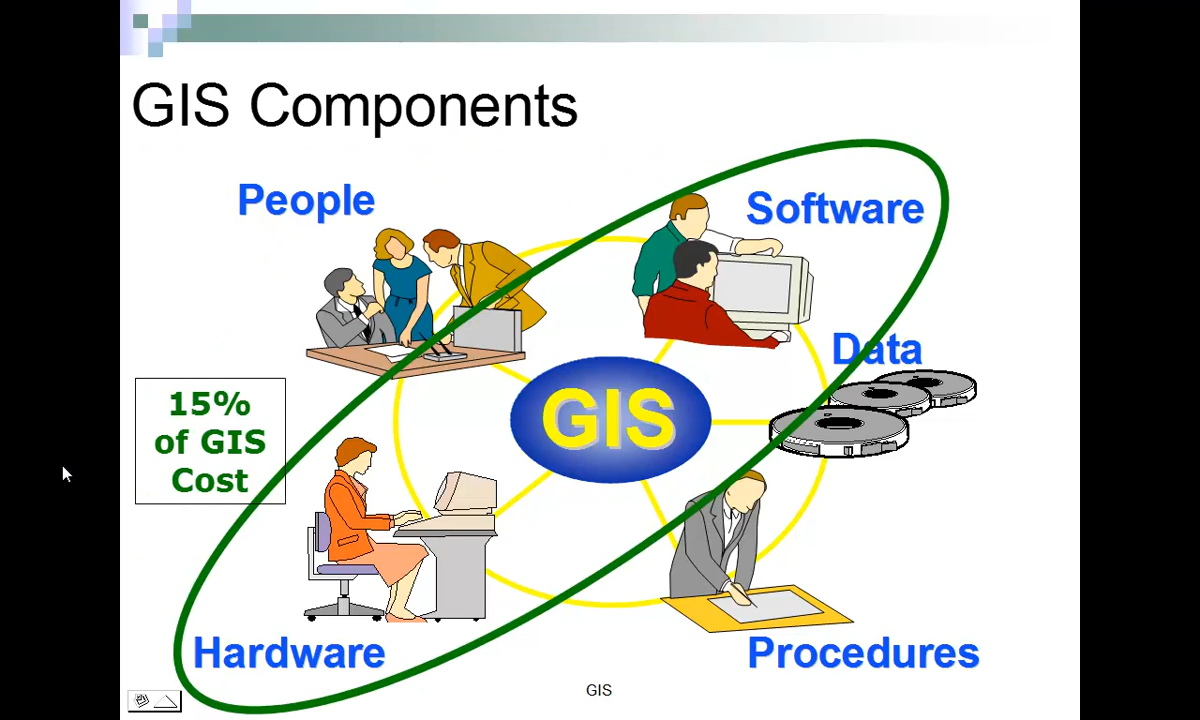 GIS Components
People
Software
Data
15%
of GIS
Cost
GIS
Hardware
Procedures
GIS